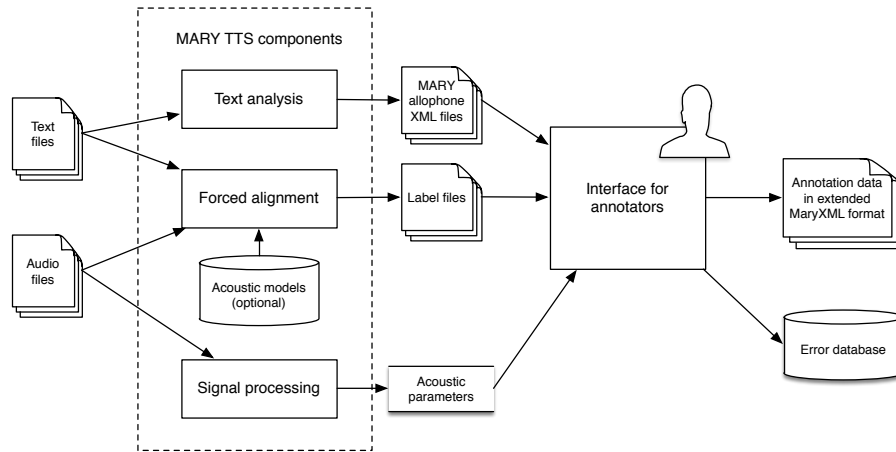 MARY TTS components
Text
files
Text analysis
MARY
allophone
XML files
Forced alignment
Label files
Interface for
annotators
Annotation data
in extended
MaryXML format
Audio
files
Acoustic models
(optional)
Error database
Signal processing
Acoustic
parameters